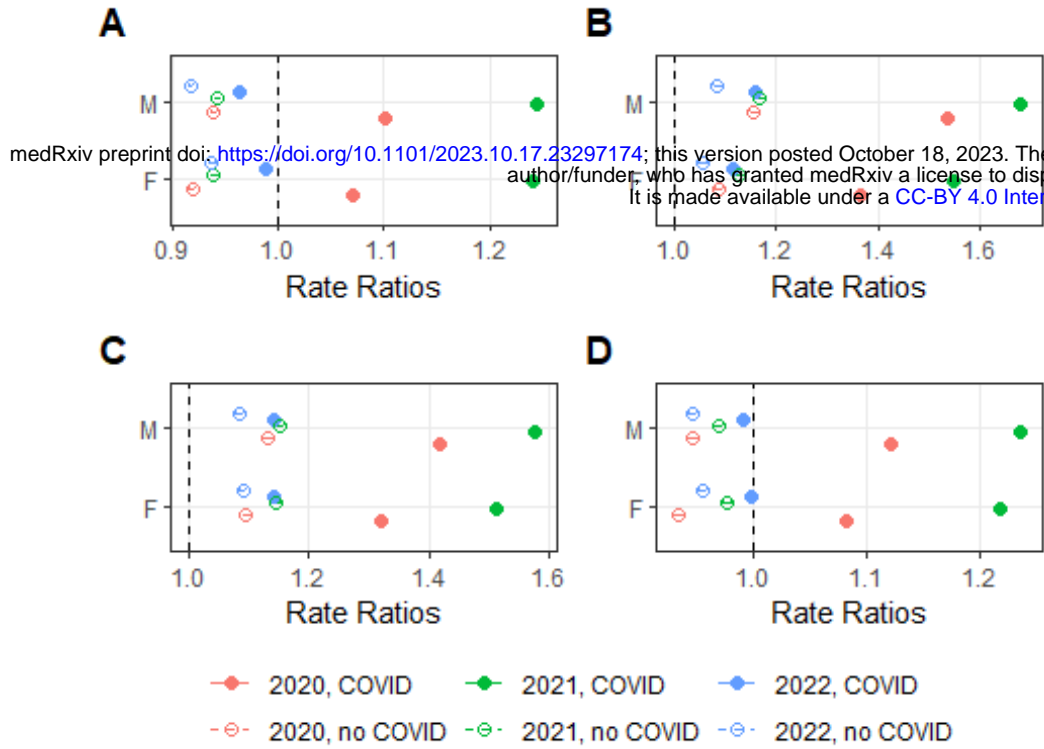 A B
M M
medRxiv preprint doi: https://doi.org/10.1101/2023.10.17.23297174; this version posted October 18, 2023. The
F F
author/funder, who has granted medRxiv a license to disp
It is made available under a CC-BY 4.0 Inter
0.9 1.0 1.1 1.2 1.0 1.2 1.4 1.6
Rate Ratios Rate Ratios
C D
M M
F F
1.0 1.2 1.4 1.6 1.0 1.1 1.2
Rate Ratios Rate Ratios
2020, COVID 2021, COVID 2022, COVID
2020, no COVID 2021, no COVID 2022, no COVID